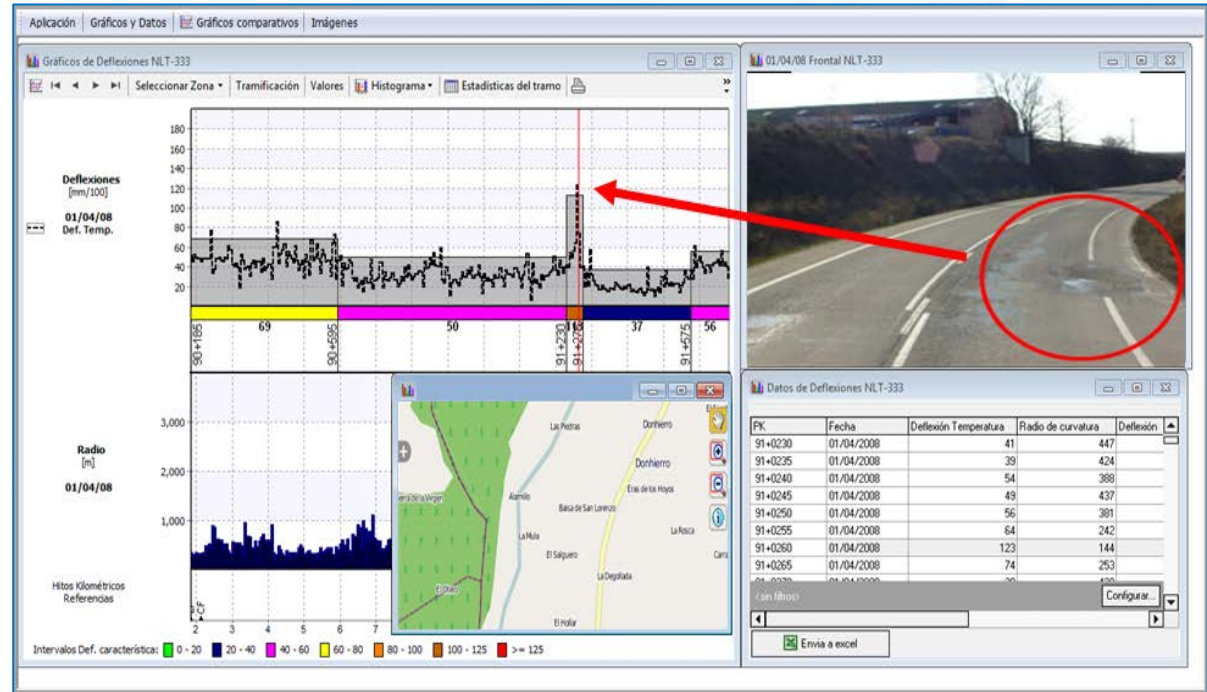 Aplicación Gráficos y Datos Gráficos comparativos Imágenes
Gráficos de Deflexiones NLT-333
Seleccionar Zona Tramificación Valores Histograma Estadísticas del tramo
180
160
140
120
100
80
60
40
20
Deflexiones
[mm/100]
01/04/08
Def. Temp.
69 50 113 37 56
90+185 90+595 91+230 91+575
3,000
2,000
1,000
Radio
[m]
01/04/08
Hitos Kilométricos
Referencias
CF
2 3 4 5 6 7
Intervalos Def. característica: 0 - 20 20 - 40 40 - 60 60 - 80 80 - 100 100 - 125 >= 125
Las Piedras Donhierro
Donhierro
Eras de los Hoyos
Álamillo
Balsa de San Lorenzo
La Mula La Rosca
El Salguero Carra
La Degollada
El Otero
El Hollar
01/04/08 Frontal NLT-333
Datos de Deflexiones NLT-333
PK Fecha Deflexión Temperatura Radio de curvatura Deflexión
91+0230 01/04/2008 41 447
91+0235 01/04/2008 39 424
91+0240 01/04/2008 54 388
91+0245 01/04/2008 49 437
91+0250 01/04/2008 56 381
91+0255 01/04/2008 64 242
91+0260 01/04/2008 123 144
91+0265 01/04/2008 74 253
<sin filtros> Configurar...
Envia a excel